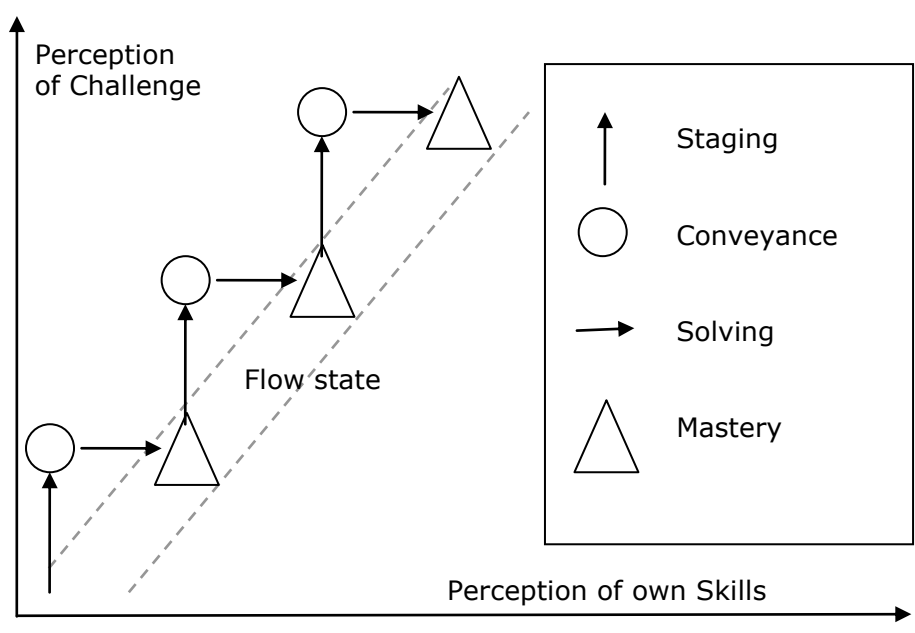 Perception
of Challenge
Staging
Conveyance
Solving
Flow state
Mastery
Perception of own Skills